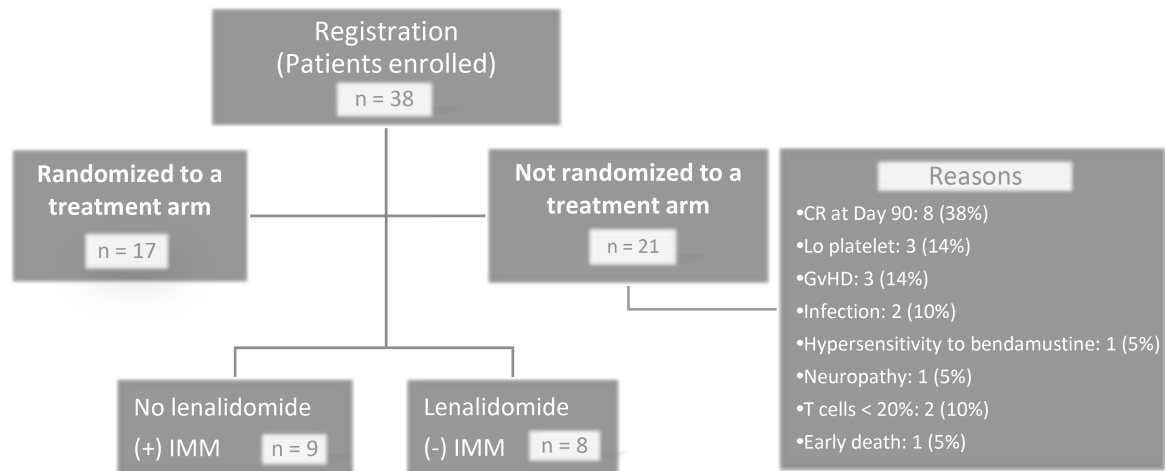 Registration
(Patients enrolled)
n = 38
Randomized to a
treatment arm
n = 17
Not randomized to a
treatment arm
n = 21
Reasons
•CR at Day 90: 8 (38%)
•Lo platelet: 3 (14%)
•GvHD: 3 (14%)
•Infection: 2 (10%)
•Hypersensitivity to bendamustine: 1 (5%)
•Neuropathy: 1 (5%)
•T cells < 20%: 2 (10%)
•Early death: 1 (5%)
No lenalidomide
(+) IMM n = 9
Lenalidomide
(-) IMM n = 8